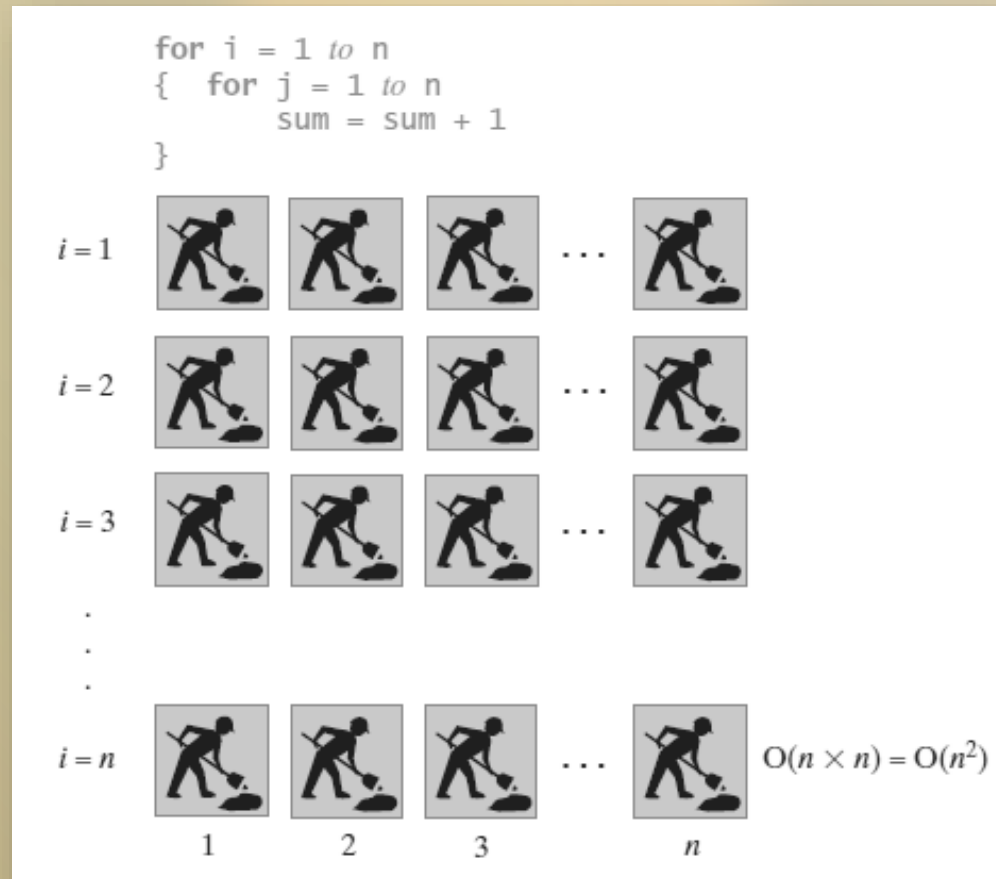 for i = 1 to n
{ for j = 1 to n
sum = sum + 1
}
i = 1 . . .
i = 2 . . .
i = 3 . . .
.
.
.
i = n . . . O(n × n) = O(n²)
1 2 3 n